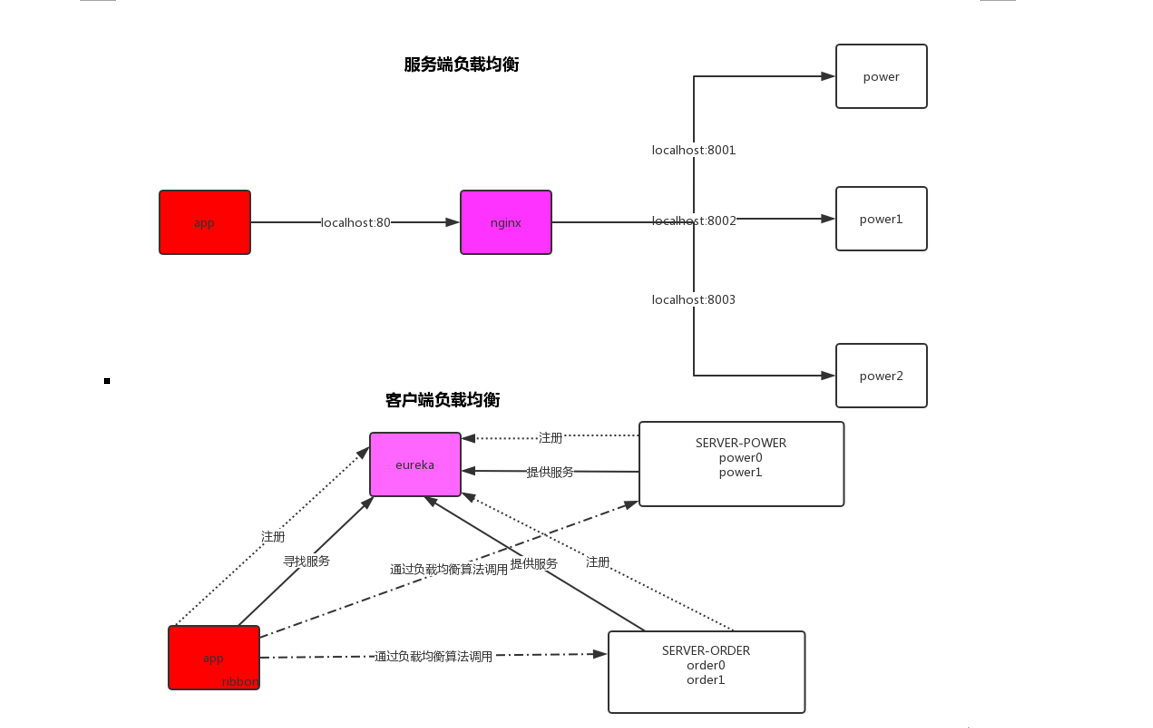 服务端负载均衡
power
localhost:8001
app
localhost:80
nginx
localhost:8002
power1
localhost:8003
power2
客户端负载均衡
eureka
注册
提供服务
SERVER-POWER
power0
power1
注册
寻找服务
通过负载均衡算法调用
提供服务
注册
app
ribbon
通过负载均衡算法调用
SERVER-ORDER
order0
order1